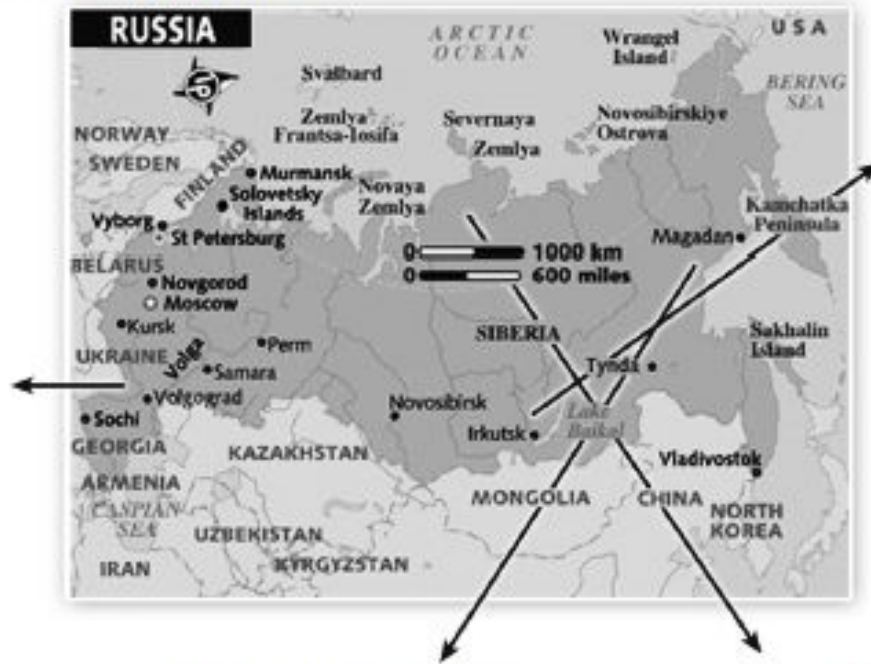 RUSSIA
ARCTIC
OCEAN
Wrangel
Island
USA
BERING
SEA
Svalbard
Zemlya
Frantsa-Iosifa
Severnaya
Zemlya
Novosibirskiye
Ostrova
NORWAY
SWEDEN
FINLAND
Murmansk
Solovetsky
Islands
Novaya
Zemlya
Kamchatka
Peninsula
Vyborg
St Petersburg
Magadan
0 1000 km
0 600 miles
BELARUS
Novgorod
Moscow
Kursk
UKRAINE
Volga
Perm
Samara
SIBERIA
Sakhalin
Island
Tynda
Volgograd
Novosibirsk
Lake
Baikal
Irkutsk
Sochi
GEORGIA
KAZAKHSTAN
Vladivostok
ARMENIA
CASPIAN
SEA
MONGOLIA
CHINA
NORTH
KOREA
UZBEKISTAN
IRAN
KYRGYZSTAN